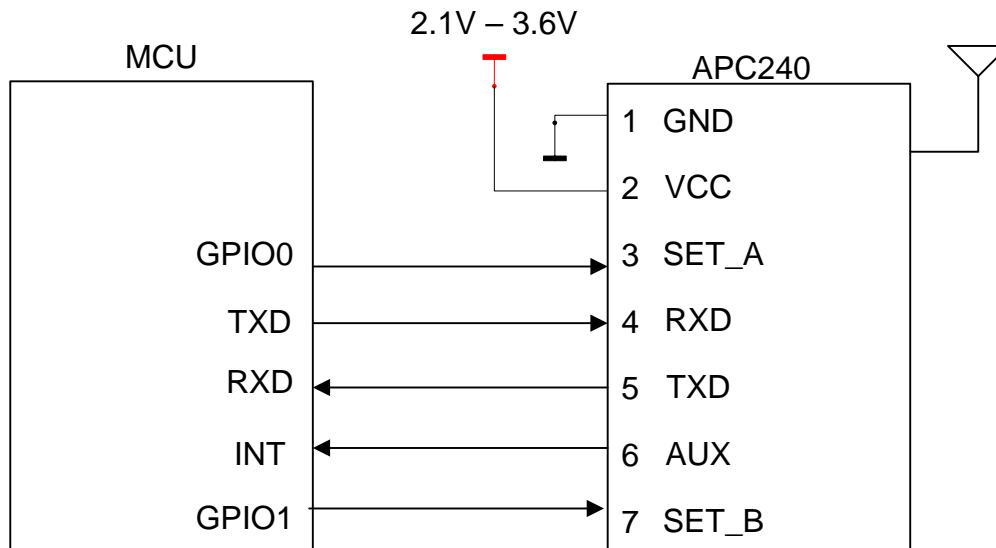 2.1V – 3.6V
MCU
APC240
1 GND
2 VCC
GPIO0
3 SET_A
TXD
4 RXD
RXD
5 TXD
INT
6 AUX
GPIO1
7 SET_B